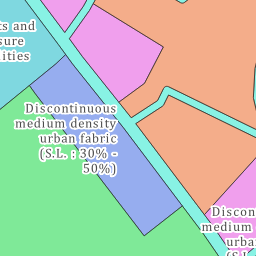 ts and
sure
ities
Discontinuous
medium density
urban fabric
(S.L. : 30% -
50%)
Discon
medium
urba
(S.L